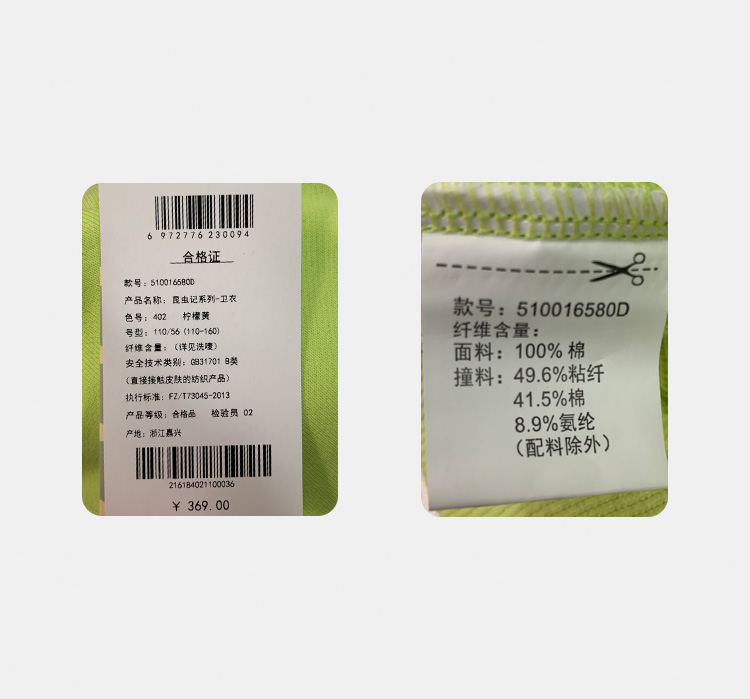 6 972776 230094
合格证
款号：510016580D
产品名称：昆虫记系列-卫衣
色号：402 柠檬黄
号型：110/56 (110-160)
纤维含量：（详见洗唛）
安全技术类别：GB31701 B类
（直接接触皮肤的纺织产品）
执行标准：FZ/T73045-2013
产品等级：合格品 检验员 02
产地：浙江嘉兴
216184021100036
￥ 369.00
款号：510016580D
纤维含量：
面料：100% 棉
撞料：49.6%粘纤
41.5%棉
8.9%氨纶
（配料除外）